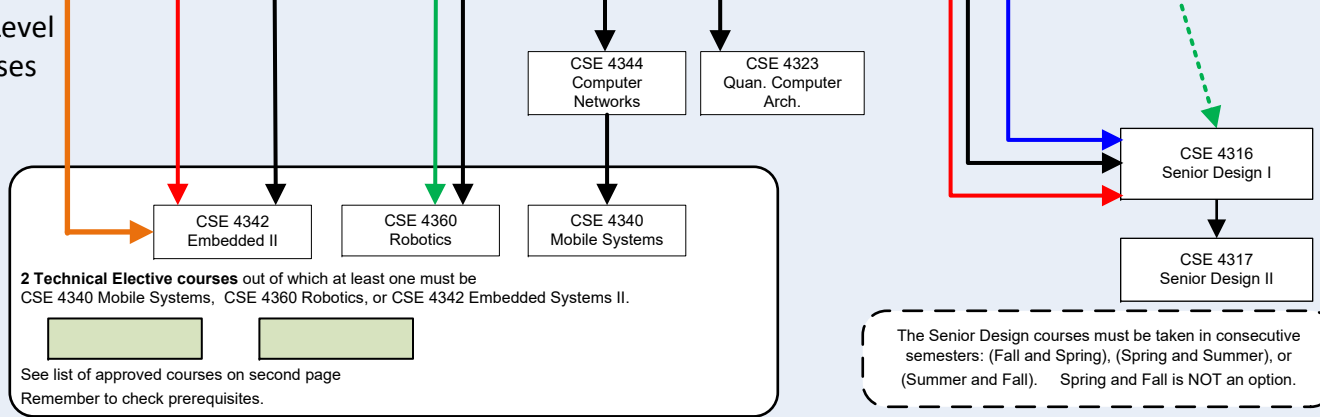 Level
ses
CSE 4344
Computer
Networks
CSE 4323
Quan. Computer
Arch.
CSE 4316
Senior Design I
CSE 4342
Embedded II
CSE 4360
Robotics
CSE 4340
Mobile Systems
CSE 4317
Senior Design II
2 Technical Elective courses out of which at least one must be
CSE 4340 Mobile Systems, CSE 4360 Robotics, or CSE 4342 Embedded Systems II.
See list of approved courses on second page
Remember to check prerequisites.
The Senior Design courses must be taken in consecutive
semesters: (Fall and Spring), (Spring and Summer), or
(Summer and Fall). Spring and Fall is NOT an option.